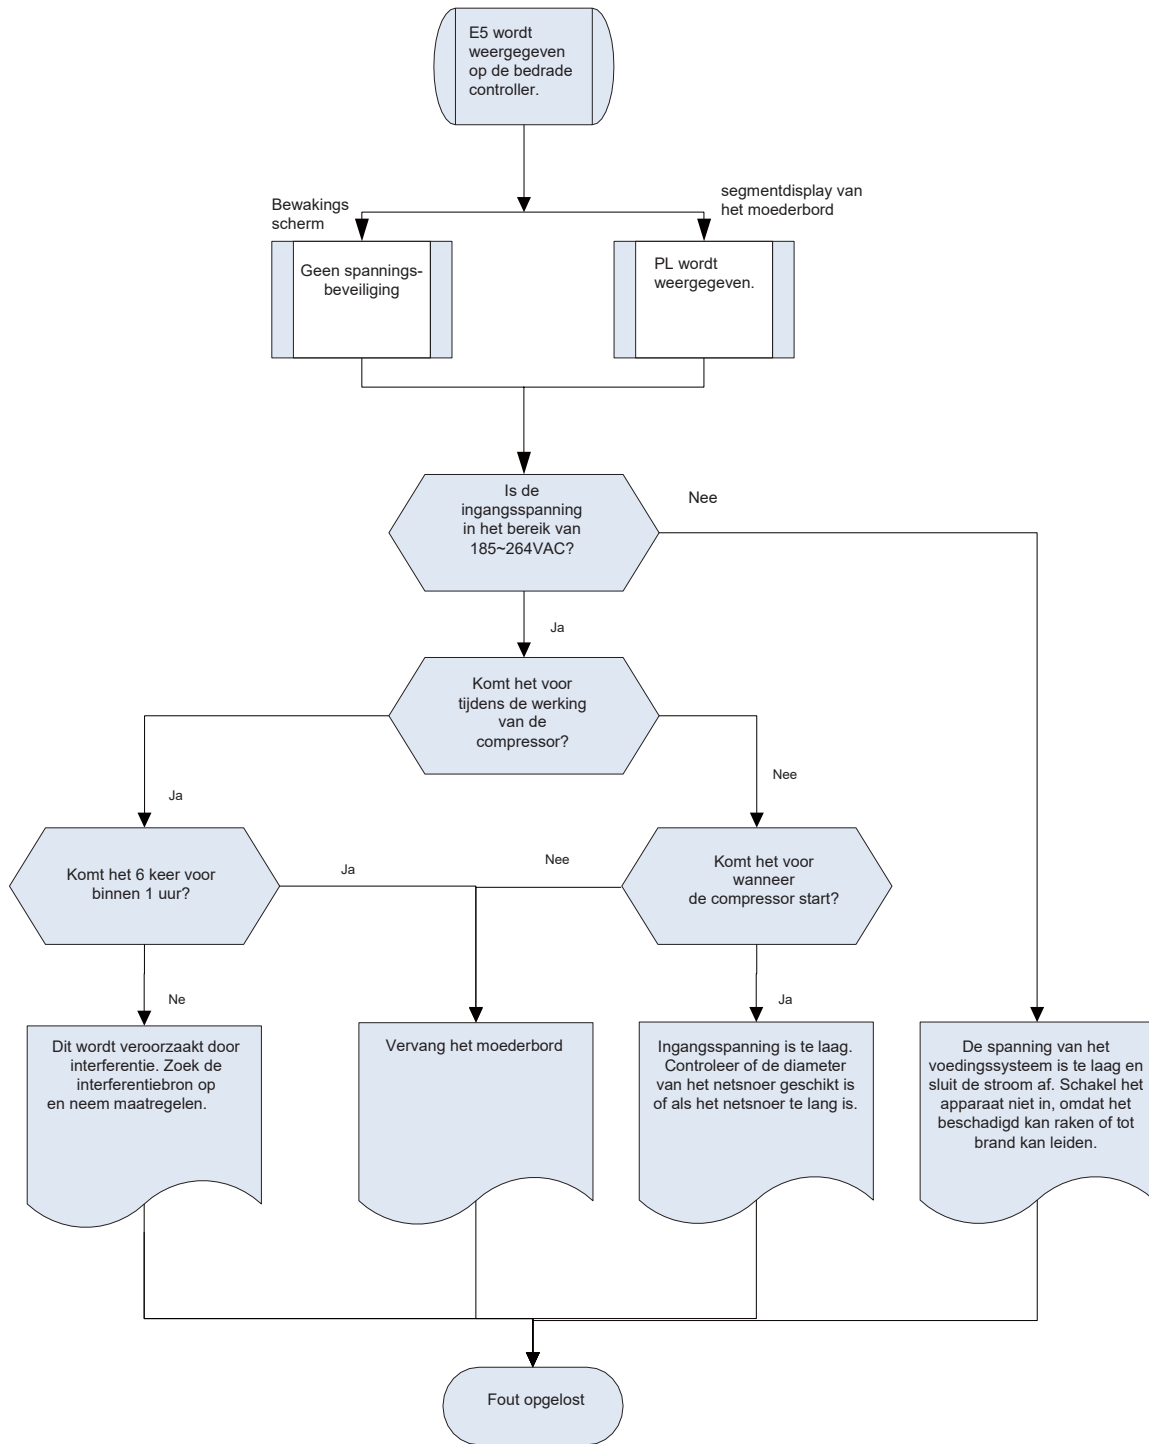 E5 wordt
weergegeven
op de bedrade
controller.
Bewakings
scherm
segmentdisplay van
het moederbord
Geen spannings-
beveiliging
PL wordt
weergegeven.
Is de
ingangsspanning
in het bereik van
185~264VAC?
Nee
Ja
Komt het voor
tijdens de werking
van de
compressor?
Ja
Nee
Komt het 6 keer voor
binnen 1 uur?
Ja
Nee
Komt het voor
wanneer
de compressor start?
Ne
Ja
Dit wordt veroorzaakt door
interferentie. Zoek de
interferentiebron op
en neem maatregelen.
Vervang het moederbord
Ingangsspanning is te laag.
Controleer of de diameter
van het netsnoer geschikt is
of als het netsnoer te lang is.
De spanning van het
voedingssysteem is te laag en
sluit de stroom af. Schakel het
apparaat niet in, omdat het
beschadigd kan raken of tot
brand kan leiden.
Fout opgelost